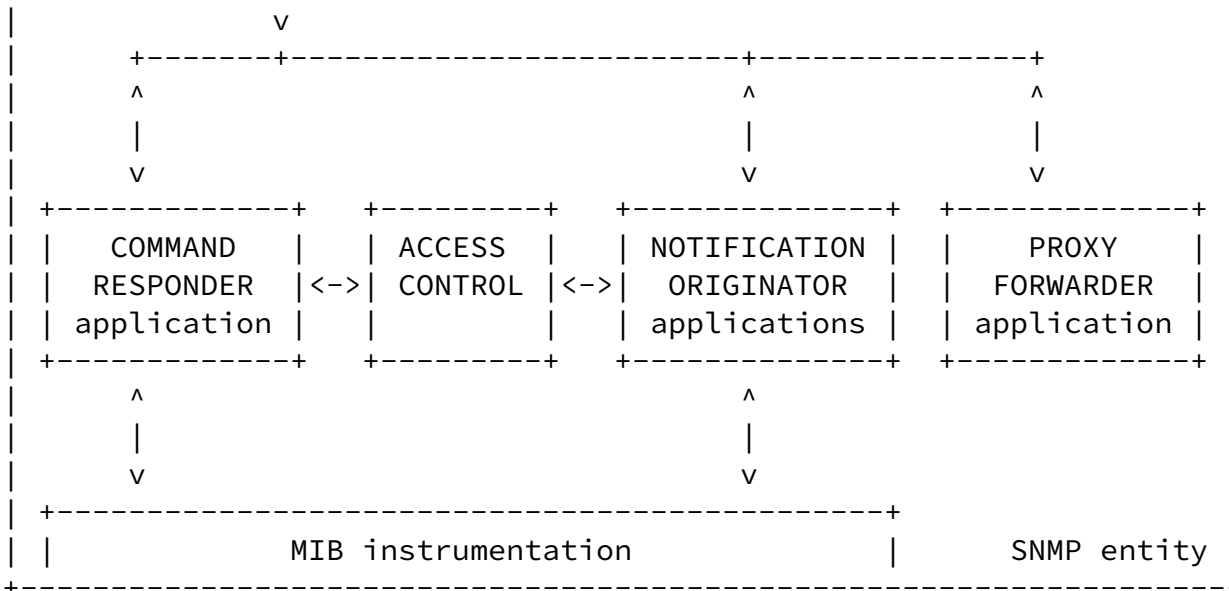 |              v
|      +-------+-------------------------+---------------+
|      ^                                 ^               ^
|      |                                 |               |
|      v                                 v               v
| +-------------+   +---------+   +--------------+  +-------------+
| |   COMMAND   |   | ACCESS  |   | NOTIFICATION |  |    PROXY    |
| |  RESPONDER  |<->| CONTROL |<->|  ORIGINATOR  |  |  FORWARDER  |
| | application |   |         |   | applications |  | application |
| +-------------+   +---------+   +--------------+  +-------------+
|      ^                                 ^
|      |                                 |
|      v                                 v
| +----------------------------------------------+
| |             MIB instrumentation              |      SNMP entity
+-------------------------------------------------------------------